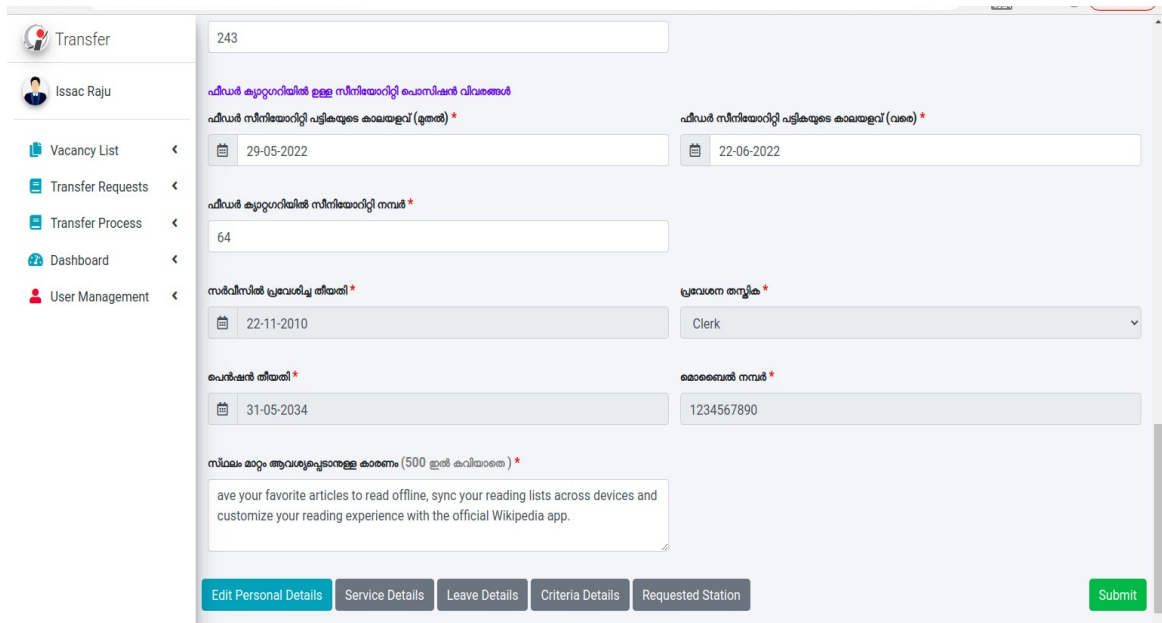 Transfer
Issac Raju
Vacancy List
Transfer Requests
Transfer Process
Dashboard
User Management
243
ഫീഡർ ക്യാറ്റഗറിയിൽ ഉള്ള സീനിയോറിറ്റി പൊസിഷൻ വിവരങ്ങൾ
ഫീഡർ സീനിയോറിറ്റി പട്ടികയുടെ കാലയളവ് (മുതൽ) *
ഫീഡർ സീനിയോറിറ്റി പട്ടികയുടെ കാലയളവ് (വരെ) *
29-05-2022
22-06-2022
ഫീഡർ ക്യാറ്റഗറിയിൽ സീനിയോറിറ്റി നമ്പർ *
64
സർവീസിൽ പ്രവേശിച്ച തീയതി *
പ്രവേശന തസ്തിക *
22-11-2010
Clerk
പെൻഷൻ തീയതി *
മൊബൈൽ നമ്പർ *
31-05-2034
1234567890
സ്ഥലം മാറ്റം ആവശ്യപ്പെടാനുള്ള കാരണം (500 ഇൽ കവിയാതെ ) *
ave your favorite articles to read offline, sync your reading lists across devices and
customize your reading experience with the official Wikipedia app.
Edit Personal Details
Service Details
Leave Details
Criteria Details
Requested Station
Submit